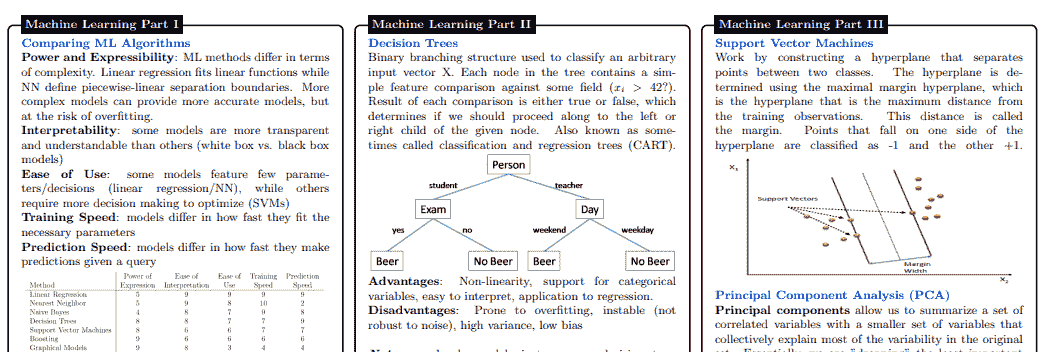 Machine Learning Part I
Comparing ML Algorithms
Power and Expressibility: ML methods differ in terms
of complexity. Linear regression fits linear functions while
NN define piecewise-linear separation boundaries. More
complex models can provide more accurate models, but
at the risk of overfitting.
Interpretability: some models are more transparent
and understandable than others (white box vs. black box
models)
Ease of Use: some models feature few parame-
ters/decisions (linear regression/NN), while others
require more decision making to optimize (SVMs)
Training Speed: models differ in how fast they fit the
necessary parameters
Prediction Speed: models differ in how fast they make
predictions given a query
Power of Ease of Ease of Training Prediction
Method Expression Interpretation Use Speed Speed
Linear Regression 5 9 9 9 9
Nearest Neighbor 5 9 8 10 2
Naive Bayes 4 8 7 9 8
Decision Trees 8 8 7 7 9
Support Vector Machines 8 6 6 7 7
Boosting 9 6 6 6 6
Graphical Models 9 8 3 4 4
Machine Learning Part II
Decision Trees
Binary branching structure used to classify an arbitrary
input vector X. Each node in the tree contains a sim-
ple feature comparison against some field (xi > 42?).
Result of each comparison is either true or false, which
determines if we should proceed along to the left or
right child of the given node. Also known as some-
times called classification and regression trees (CART).
Person
student teacher
Exam Day
yes no weekend weekday
Beer No Beer Beer No Beer
Advantages: Non-linearity, support for categorical
variables, easy to interpret, application to regression.
Disadvantages: Prone to overfitting, instable (not
robust to noise), high variance, low bias
Machine Learning Part III
Support Vector Machines
Work by constructing a hyperplane that separates
points between two classes. The hyperplane is de-
termined using the maximal margin hyperplane, which
is the hyperplane that is the maximum distance from
the training observations. This distance is called
the margin. Points that fall on one side of the
hyperplane are classified as -1 and the other +1.
Support Vectors
Margin
Width
Principal Component Analysis (PCA)
Principal components allow us to summarize a set of
correlated variables with a smaller set of variables that
collectively explain most of the variability in the original